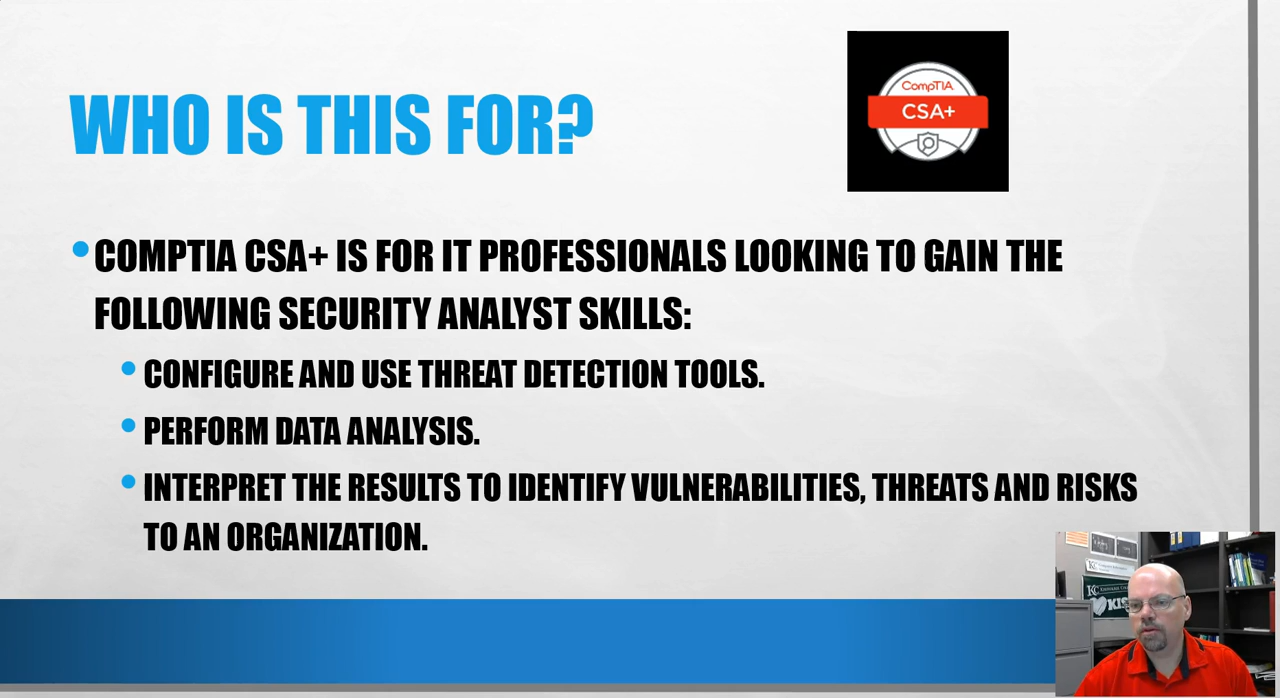 WHO IS THIS FOR?
CompTIA
CSA+
COMPTIA CSA+ IS FOR IT PROFESSIONALS LOOKING TO GAIN THE
FOLLOWING SECURITY ANALYST SKILLS:
CONFIGURE AND USE THREAT DETECTION TOOLS.
PERFORM DATA ANALYSIS.
INTERPRET THE RESULTS TO IDENTIFY VULNERABILITIES, THREATS AND RISKS
TO AN ORGANIZATION.
KC
KC